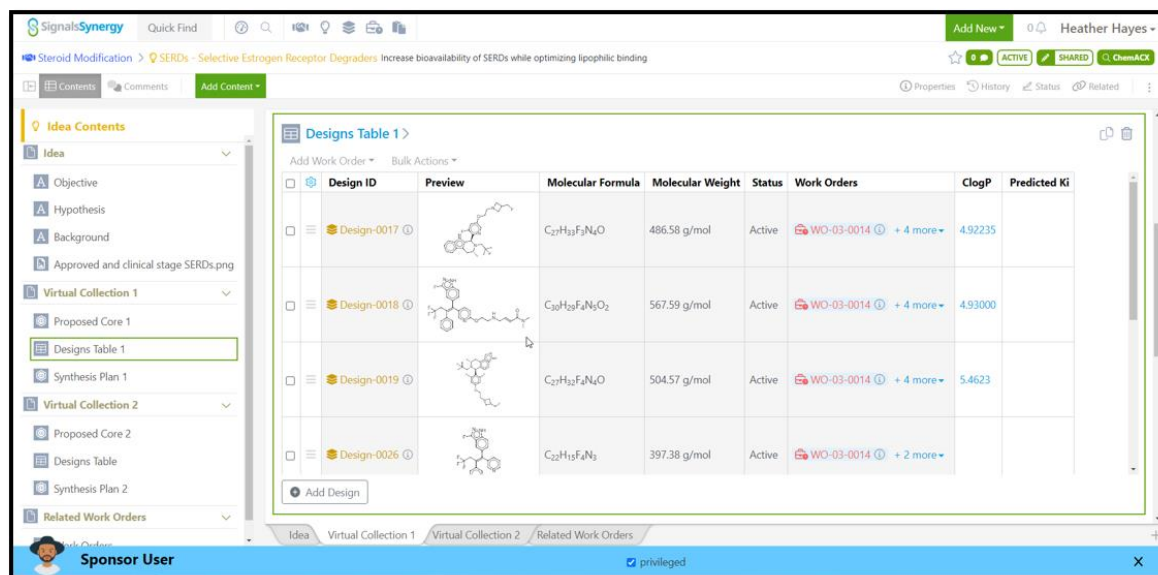 SignalsSynergy Quick Find Add New 0 Heather Hayes
Steroid Modification > SERDs - Selective Estrogen Receptor Degraders Increase bioavailability of SERDs while optimizing lipophilic binding 0 ACTIVE SHARED ChemACX
Contents Comments Add Content Properties History Status Related
Idea Contents
Idea
Objective
Hypothesis
Background
Approved and clinical stage SERDs.png
Virtual Collection 1
Proposed Core 1
Designs Table 1
Synthesis Plan 1
Virtual Collection 2
Proposed Core 2
Designs Table
Synthesis Plan 2
Related Work Orders
Work Orders
Designs Table 1 >
Add Work Order Bulk Actions
Design ID Preview Molecular Formula Molecular Weight Status Work Orders ClogP Predicted Ki
Design-0017 C₂₇H₃₃F₃N₄O 486.58 g/mol Active WO-03-0014 + 4 more 4.92235
Design-0018 C₃₀H₂₉F₄N₅O₂ 567.59 g/mol Active WO-03-0014 + 4 more 4.93000
Design-0019 C₂₇H₃₂F₄N₄O 504.57 g/mol Active WO-03-0014 + 4 more 5.4623
Design-0026 C₂₂H₁₅F₄N₃ 397.38 g/mol Active WO-03-0014 + 2 more
Add Design
Idea Virtual Collection 1 Virtual Collection 2 Related Work Orders
Sponsor User privileged X